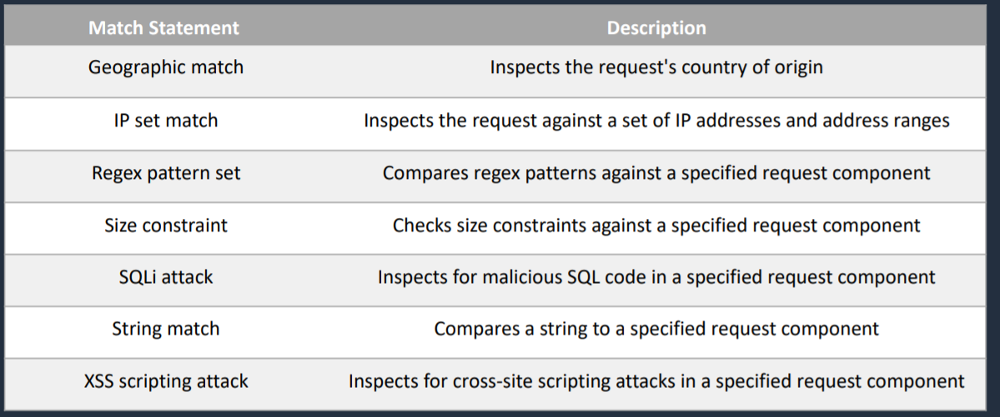 Match Statement Description
Geographic match Inspects the request's country of origin
IP set match Inspects the request against a set of IP addresses and address ranges
Regex pattern set Compares regex patterns against a specified request component
Size constraint Checks size constraints against a specified request component
SQLi attack Inspects for malicious SQL code in a specified request component
String match Compares a string to a specified request component
XSS scripting attack Inspects for cross-site scripting attacks in a specified request component